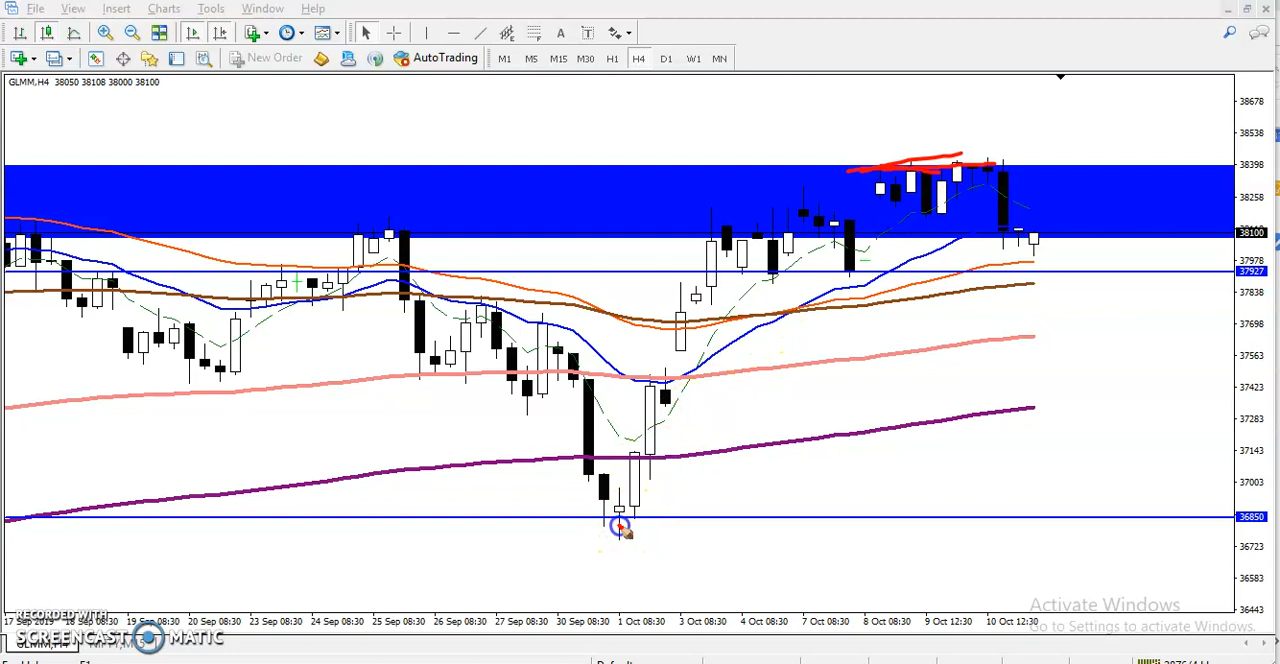 File View Insert Charts Tools Window Help
New Order AutoTrading M1 M5 M15 M30 H1 H4 D1 W1 MN
GLMM,H4 38050 38108 38000 38100
38678
38538
38398
38258
38100
37978
37927
37838
37698
37563
37423
37283
37143
37003
36850
36723
36583
36443
17 Sep 2019 18 Sep 08:30 19 Sep 08:30 20 Sep 08:30 23 Sep 08:30 24 Sep 08:30 25 Sep 08:30 26 Sep 08:30 27 Sep 08:30 30 Sep 08:30 1 Oct 08:30 3 Oct 08:30 4 Oct 08:30 7 Oct 08:30 8 Oct 08:30 9 Oct 12:30 10 Oct 12:30
Activate Windows
Go to Settings to activate Windows.
RECORDED WITH
SCREENCAST MATIC